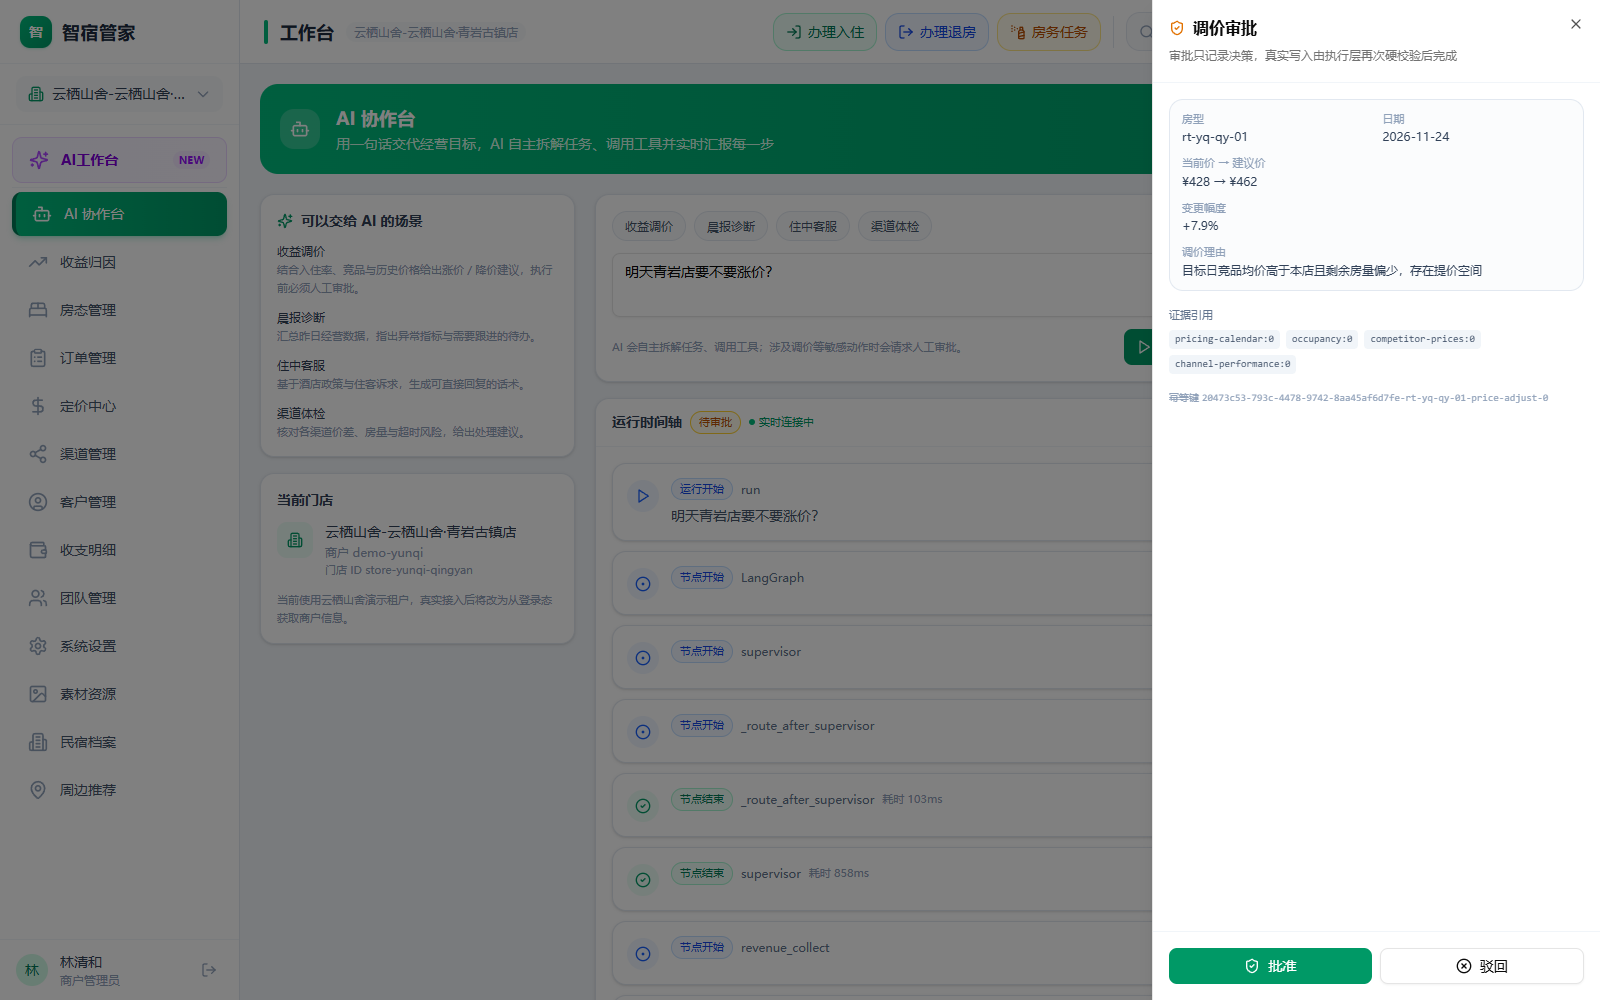 智
智宿管家
云栖山舍-云栖山舍·...
AI工作台
NEW
AI 协作台
收益归因
房态管理
订单管理
定价中心
渠道管理
客户管理
收支明细
团队管理
系统设置
素材资源
民宿档案
周边推荐
林
林清和
商户管理员
工作台
云栖山舍-云栖山舍·青岩古镇店
办理入住
办理退房
房务任务
AI 协作台
用一句话交代经营目标，AI 自主拆解任务、调用工具并实时汇报每一步
可以交给 AI 的场景
收益调价
结合入住率、竞品与历史价格给出涨价 / 降价建议，执行
前必须人工审批。
晨报诊断
汇总昨日经营数据，指出异常指标与需要跟进的待办。
住中客服
基于酒店政策与住客诉求，生成可直接回复的话术。
渠道体检
核对各渠道价差、房量与超时风险，给出处理建议。
当前门店
云栖山舍-云栖山舍·青岩古镇店
商户 demo-yunqi
门店 ID store-yunqi-qingyan
当前使用云栖山舍演示租户，真实接入后将改为从登录态
获取商户信息。
收益调价
晨报诊断
住中客服
渠道体检
明天青岩店要不要涨价？
AI 会自主拆解任务、调用工具；涉及调价等敏感动作时会请求人工审批。
运行时间轴
待审批
实时连接中
运行开始 run
明天青岩店要不要涨价？
节点开始 LangGraph
节点开始 supervisor
节点开始 _route_after_supervisor
节点结束 _route_after_supervisor 耗时 103ms
节点结束 supervisor 耗时 858ms
节点开始 revenue_collect
调价审批
审批只记录决策，真实写入由执行层再次硬校验后完成
房型
日期
rt-yq-qy-01
2026-11-24
当前价 → 建议价
¥428 → ¥462
变更幅度
+7.9%
调价理由
目标日竞品均价高于本店且剩余房量偏少，存在提价空间
证据引用
pricing-calendar:0
occupancy:0
competitor-prices:0
channel-performance:0
幂等键 20473c53-793c-4478-9742-8aa45af6d7fe-rt-yq-qy-01-price-adjust-0
批准
驳回